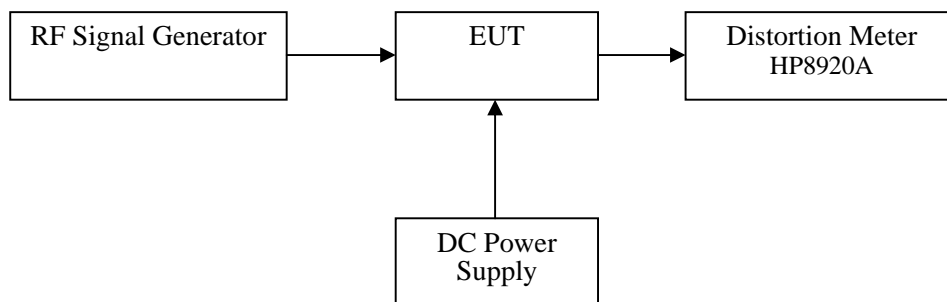 RF Signal Generator
EUT
Distortion Meter
HP8920A
DC Power
Supply